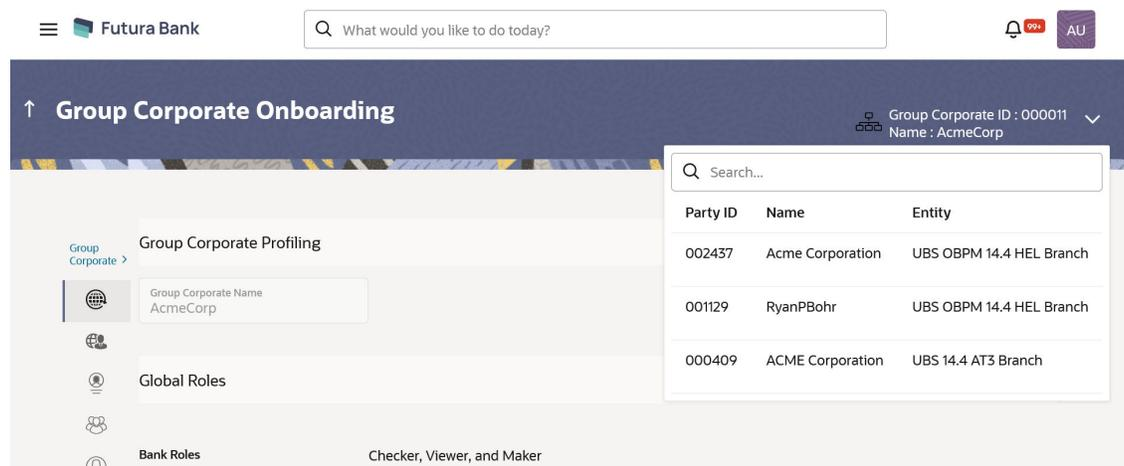 Futura Bank
What would you like to do today?
99+
AU
Group Corporate Onboarding
Group Corporate ID : 000011
Name : AcmeCorp
Search...
Party ID Name Entity
002437 Acme Corporation UBS OBPM 14.4 HEL Branch
001129 RyanPBohr UBS OBPM 14.4 HEL Branch
000409 ACME Corporation UBS 14.4 AT3 Branch
Group
Corporate
Group Corporate Profiling
Group Corporate Name
AcmeCorp
Global Roles
Bank Roles Checker, Viewer, and Maker